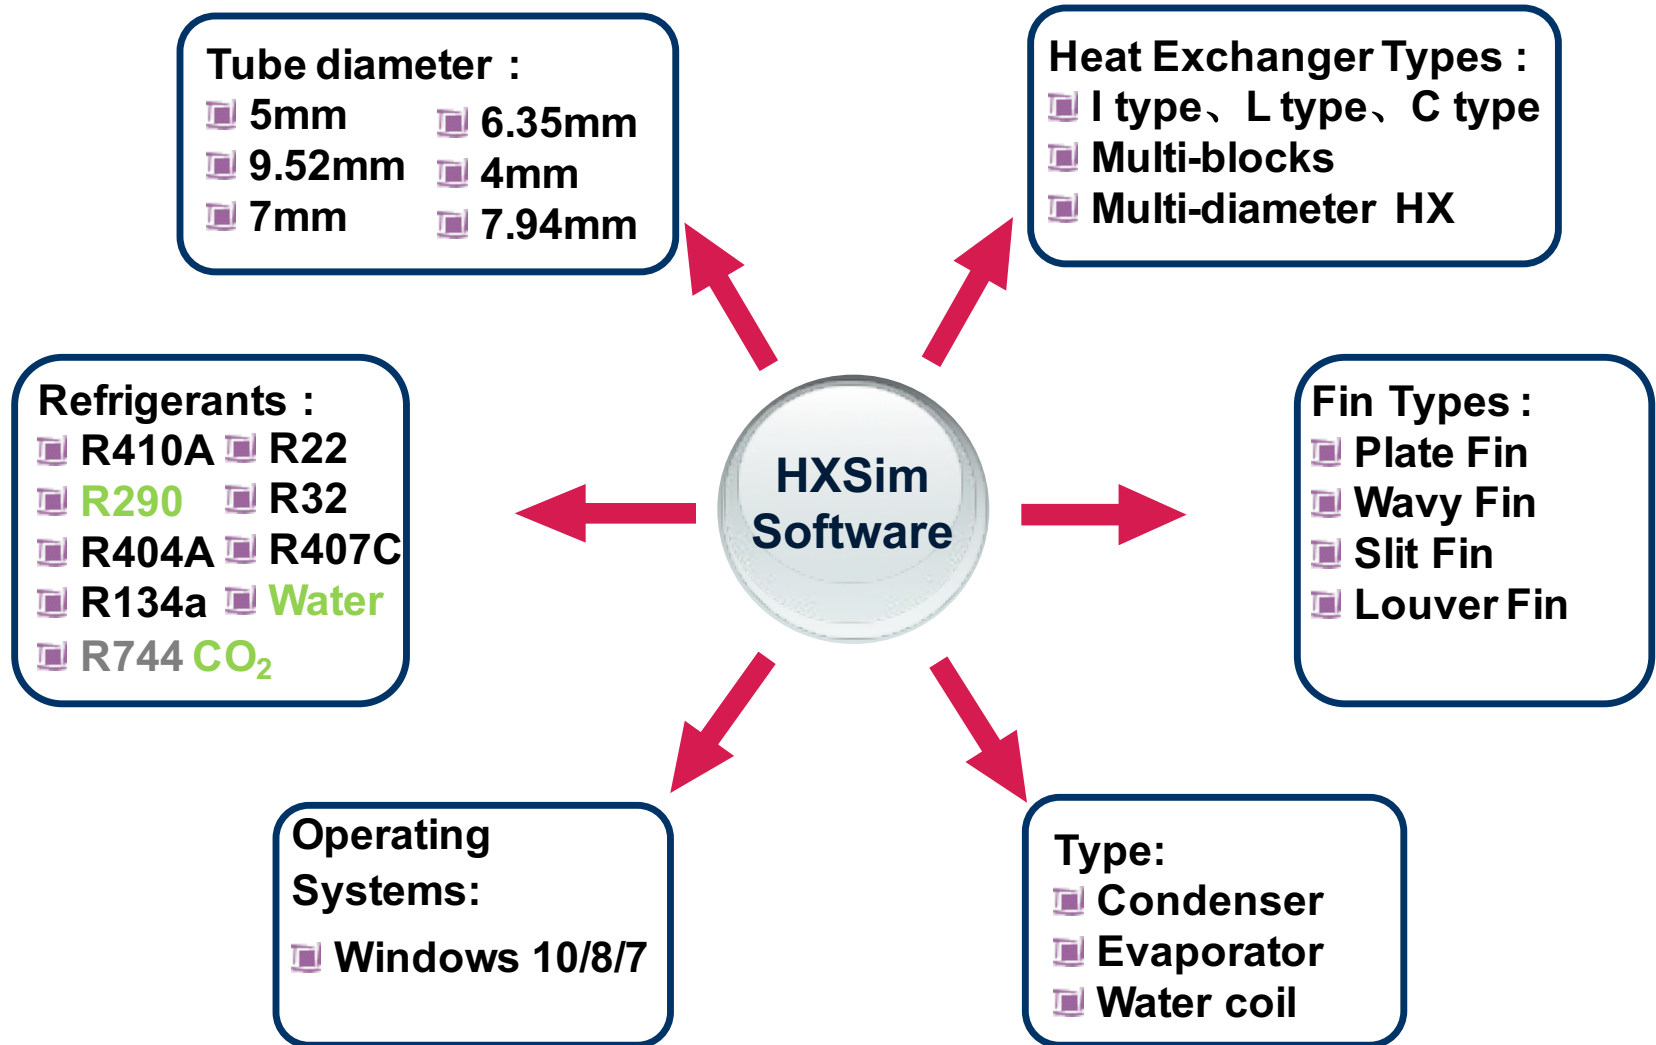 Tube diameter :
5mm
6.35mm
9.52mm
4mm
7mm
7.94mm
Heat Exchanger Types :
I type、L type、C type
Multi-blocks
Multi-diameter HX
Refrigerants :
R410A R22
R290 R32
R404A R407C
R134a Water
R744 CO₂
HXSim
Software
Fin Types :
Plate Fin
Wavy Fin
Slit Fin
Louver Fin
Operating
Systems:
Windows 10/8/7
Type:
Condenser
Evaporator
Water coil